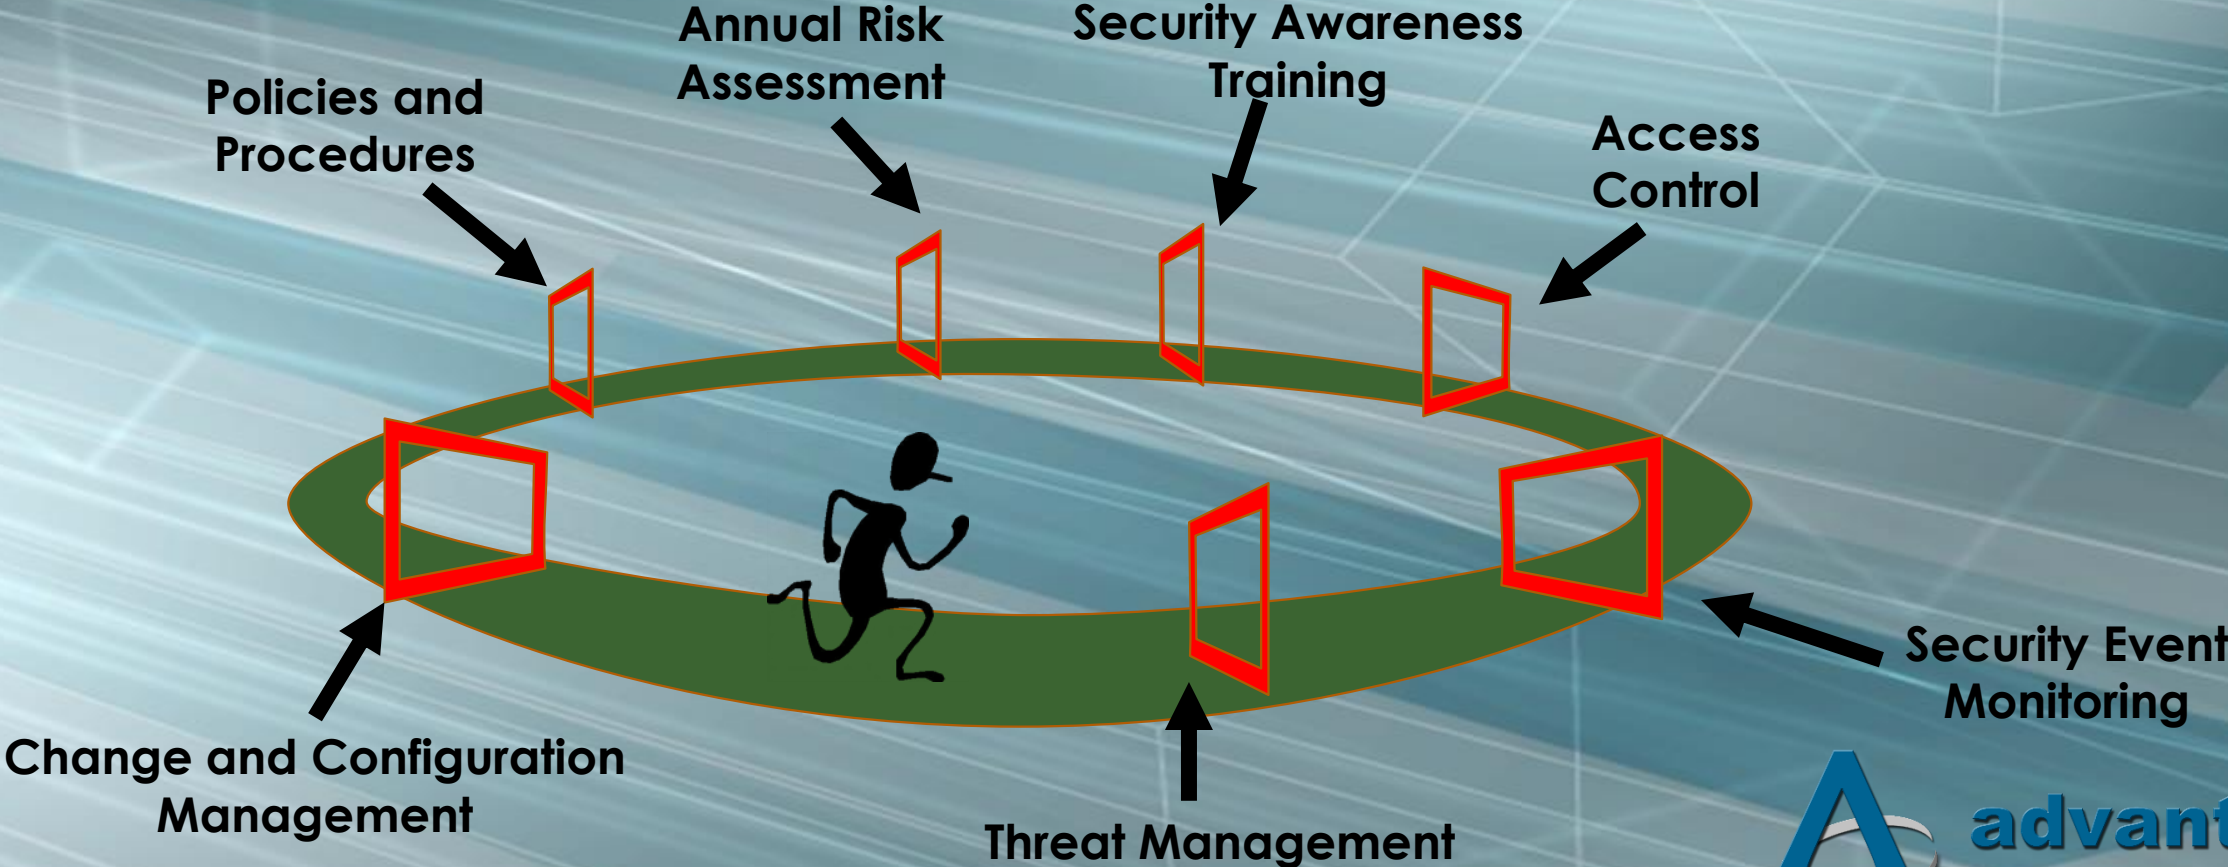 Annual Risk
Assessment
Security Awareness
Training
Policies and
Procedures
Access
Control
Security Event
Monitoring
Change and Configuration
Management
Threat Management
advant